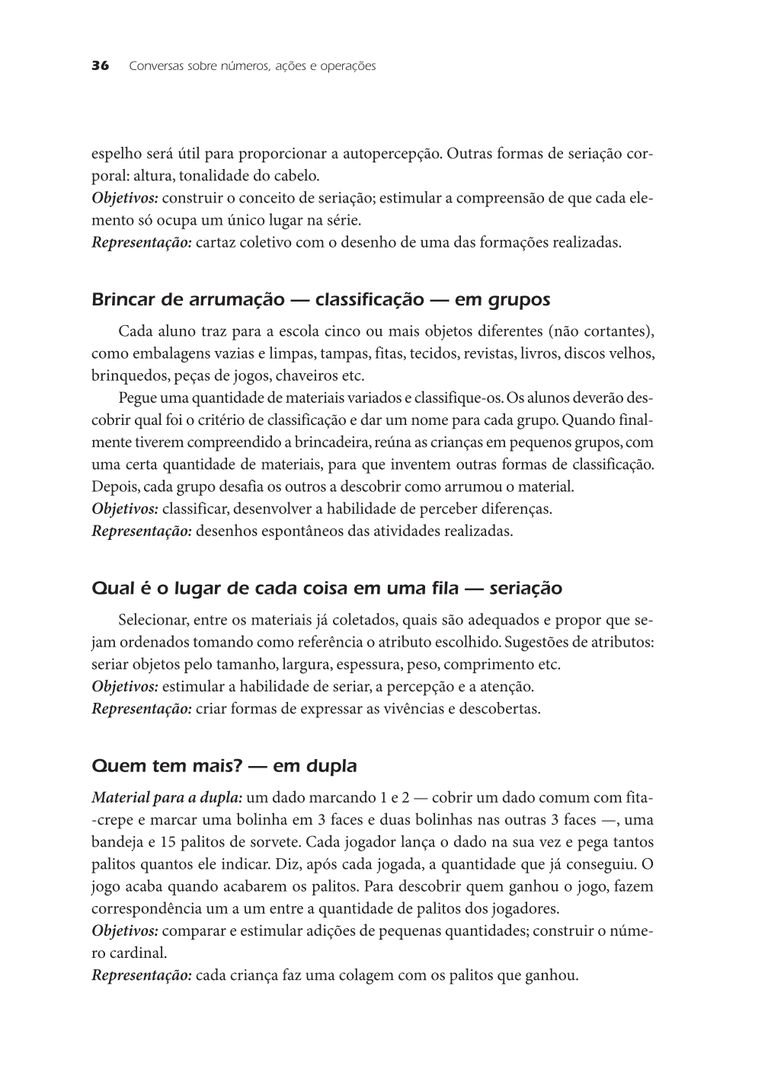 36 Conversas sobre números, ações e operações
espelho será útil para proporcionar a autopercepção. Outras formas de seriação cor-
poral: altura, tonalidade do cabelo.
Objetivos: construir o conceito de seriação; estimular a compreensão de que cada ele-
mento só ocupa um único lugar na série.
Representação: cartaz coletivo com o desenho de uma das formações realizadas.
Brincar de arrumação — classificação — em grupos
Cada aluno traz para a escola cinco ou mais objetos diferentes (não cortantes),
como embalagens vazias e limpas, tampas, fitas, tecidos, revistas, livros, discos velhos,
brinquedos, peças de jogos, chaveiros etc.
Pegue uma quantidade de materiais variados e classifique-os. Os alunos deverão des-
cobrir qual foi o critério de classificação e dar um nome para cada grupo. Quando final-
mente tiverem compreendido a brincadeira, reúna as crianças em pequenos grupos, com
uma certa quantidade de materiais, para que inventem outras formas de classificação.
Depois, cada grupo desafia os outros a descobrir como arrumou o material.
Objetivos: classificar, desenvolver a habilidade de perceber diferenças.
Representação: desenhos espontâneos das atividades realizadas.
Qual é o lugar de cada coisa em uma fila — seriação
Selecionar, entre os materiais já coletados, quais são adequados e propor que se-
jam ordenados tomando como referência o atributo escolhido. Sugestões de atributos:
seriar objetos pelo tamanho, largura, espessura, peso, comprimento etc.
Objetivos: estimular a habilidade de seriar, a percepção e a atenção.
Representação: criar formas de expressar as vivências e descobertas.
Quem tem mais? — em dupla
Material para a dupla: um dado marcando 1 e 2 — cobrir um dado comum com fita-
-crepe e marcar uma bolinha em 3 faces e duas bolinhas nas outras 3 faces —, uma
bandeja e 15 palitos de sorvete. Cada jogador lança o dado na sua vez e pega tantos
palitos quantos ele indicar. Diz, após cada jogada, a quantidade que já conseguiu. O
jogo acaba quando acabarem os palitos. Para descobrir quem ganhou o jogo, fazem
correspondência um a um entre a quantidade de palitos dos jogadores.
Objetivos: comparar e estimular adições de pequenas quantidades; construir o núme-
ro cardinal.
Representação: cada criança faz uma colagem com os palitos que ganhou.